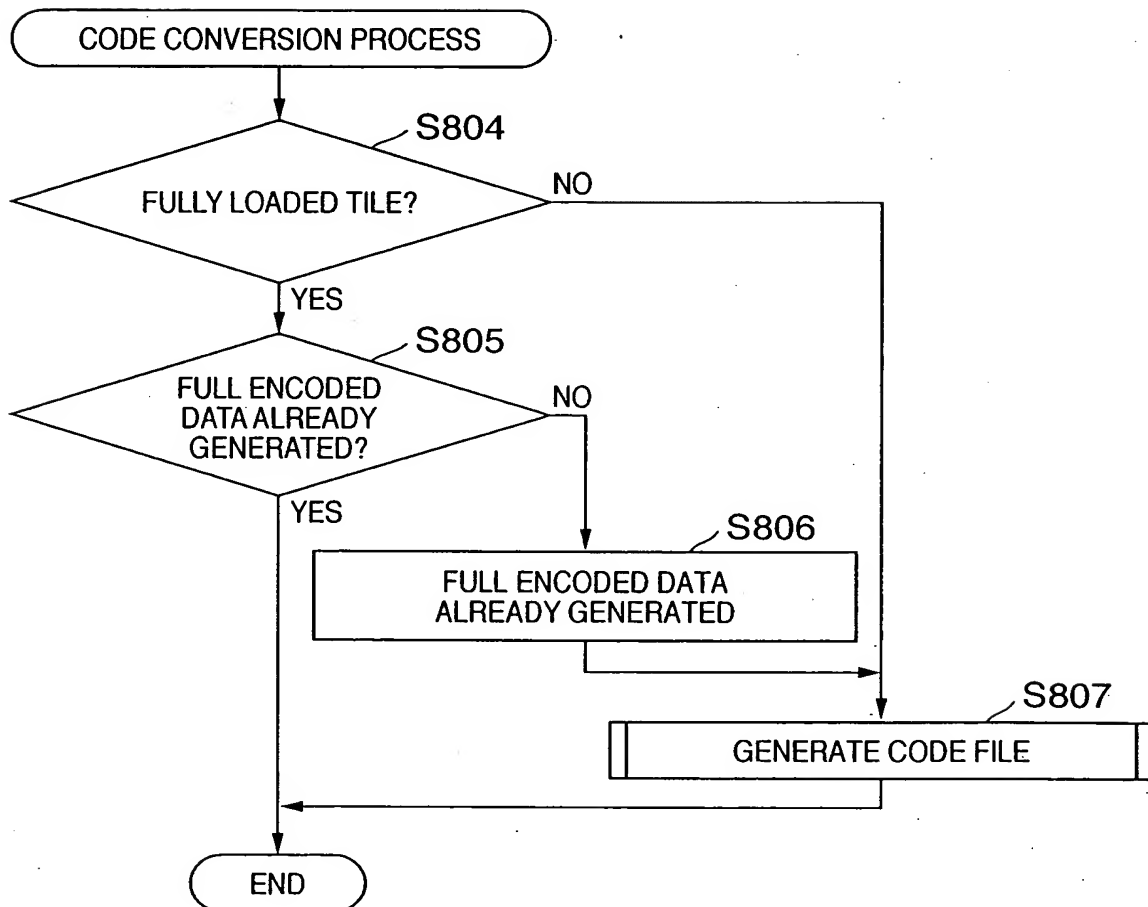 CODE CONVERSION PROCESS
S804
FULLY LOADED TILE?
NO
YES
S805
FULL ENCODED
DATA ALREADY
GENERATED?
NO
YES
S806
FULL ENCODED DATA
ALREADY GENERATED
S807
GENERATE CODE FILE
END